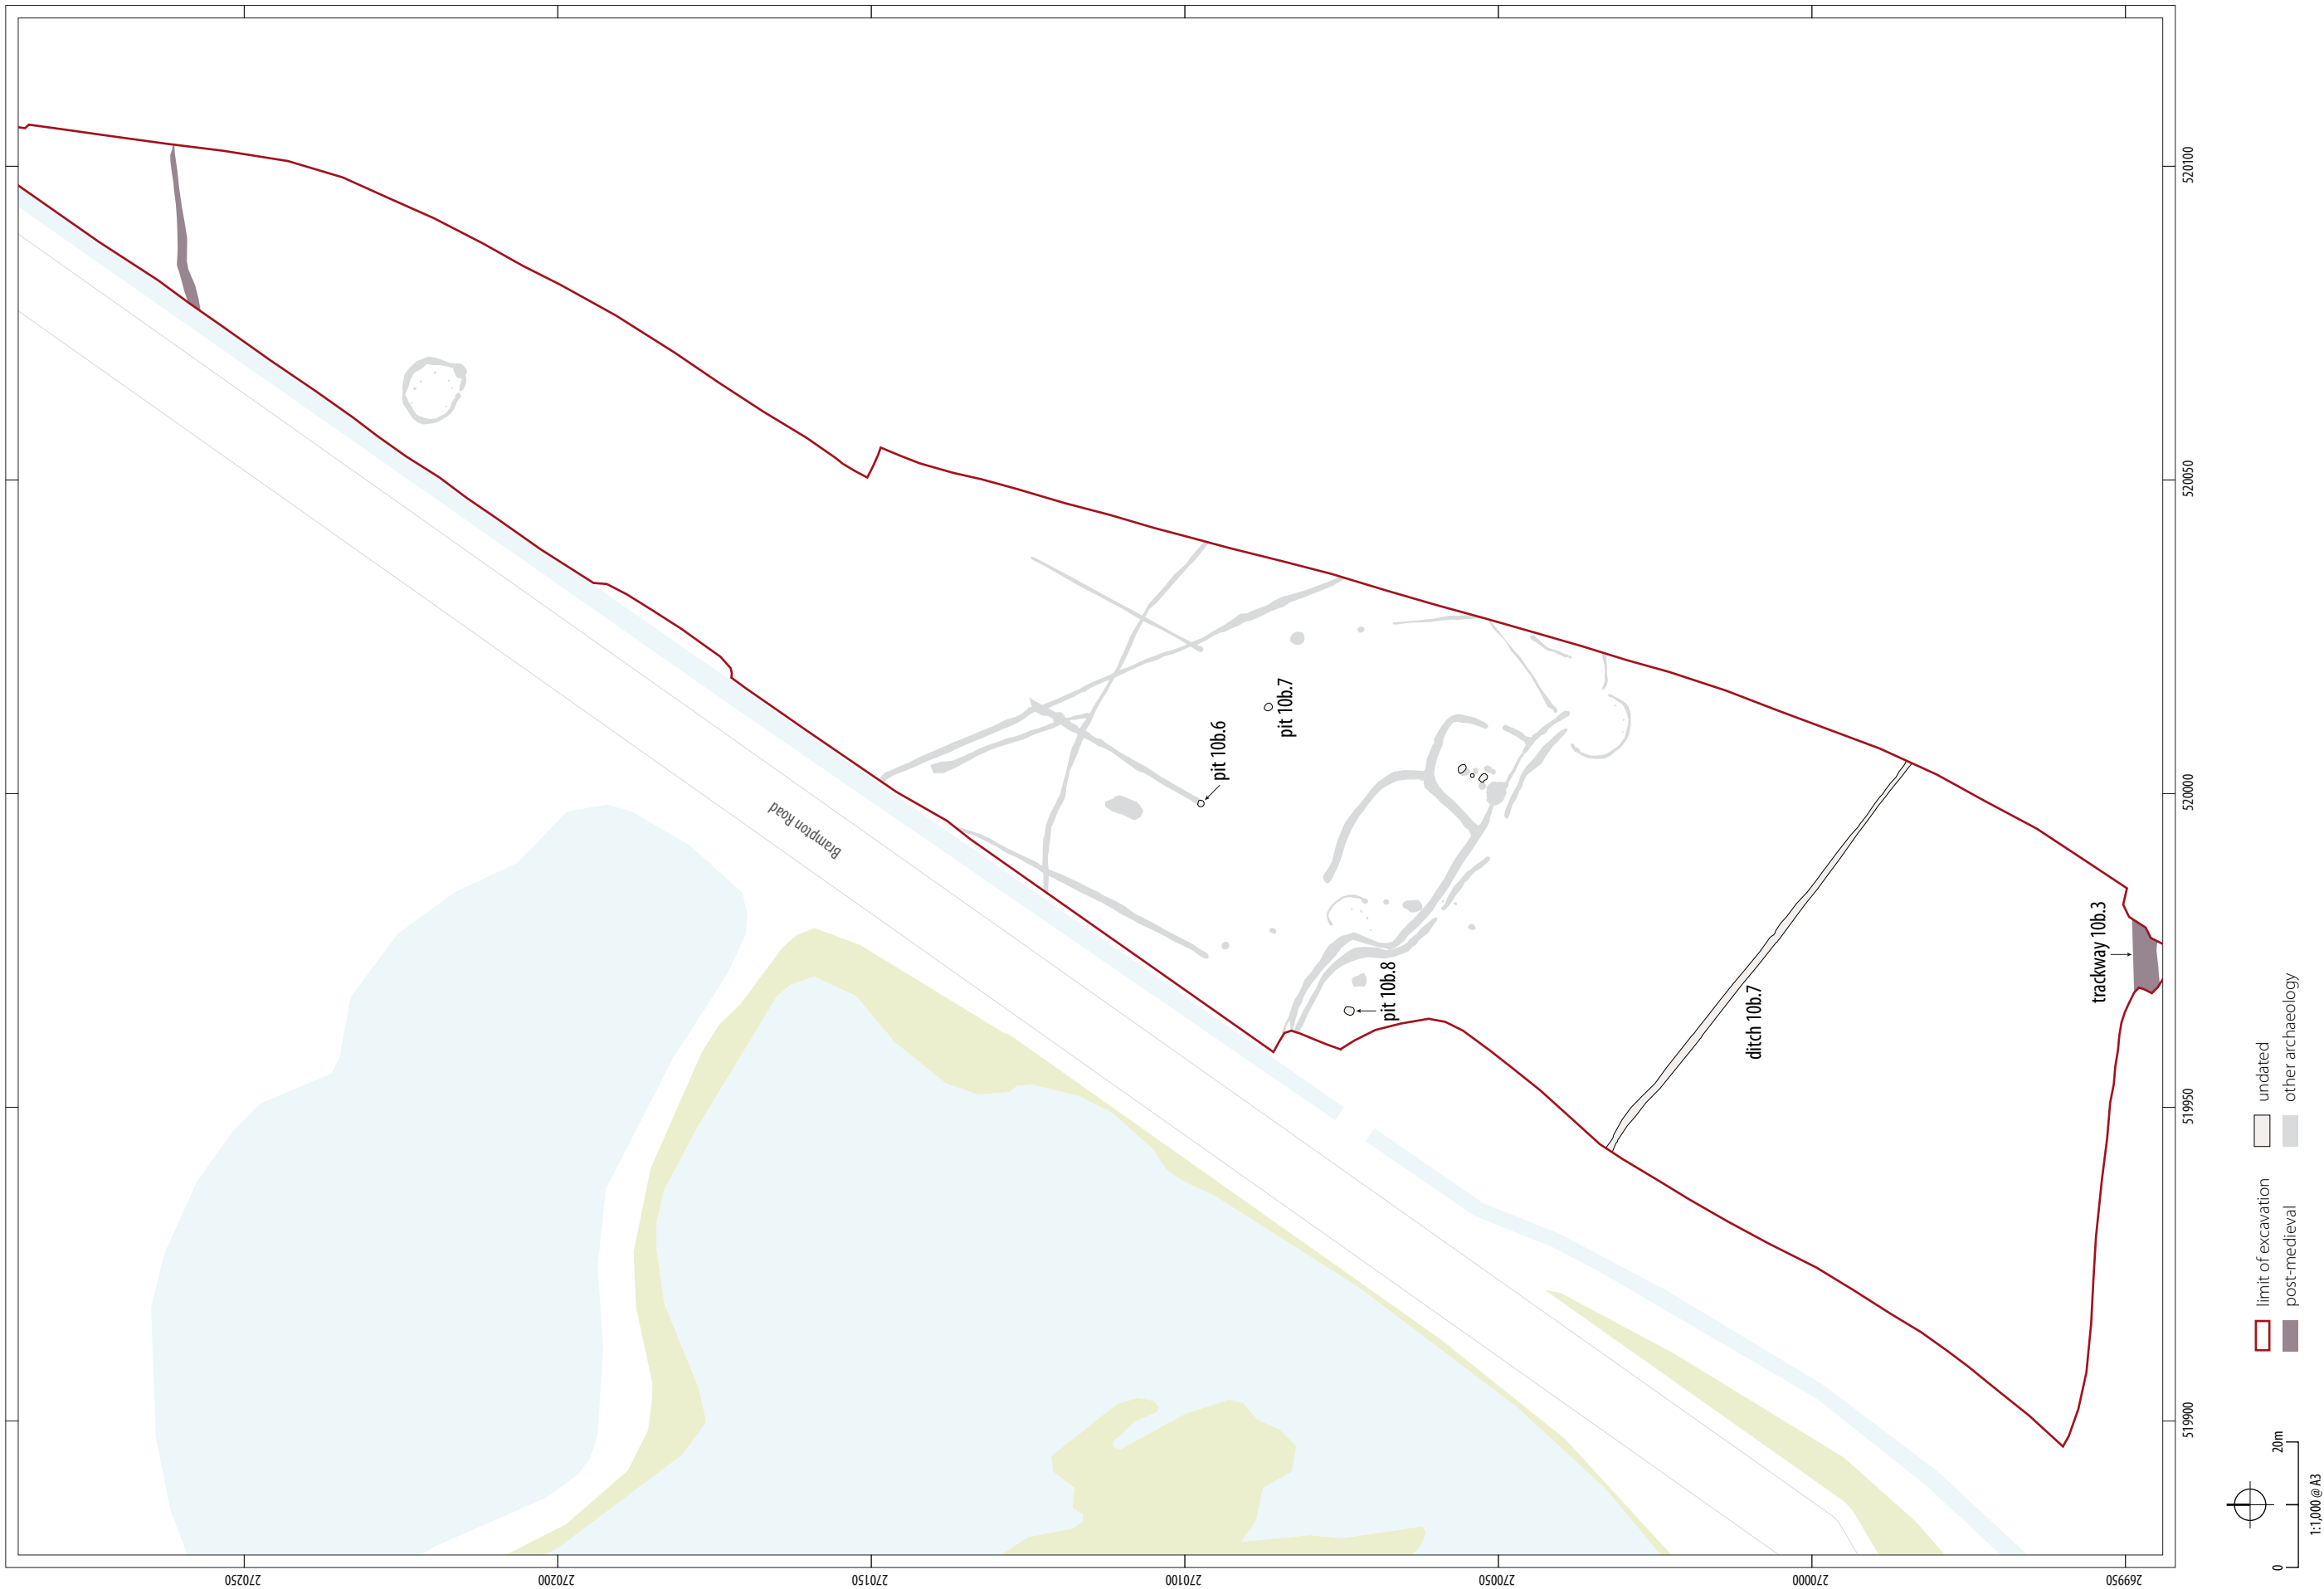 Brampton Road
pit 10b.6
pit 10b.7
pit 10b.8
ditch 10b.7
trackway 10b.3
270250
270200
270150
270100
270050
270000
269950
519900
519950
520000
520050
520100
0
20m
1:1,000 @ A3
limit of excavation
post-medieval
undated
other archaeology